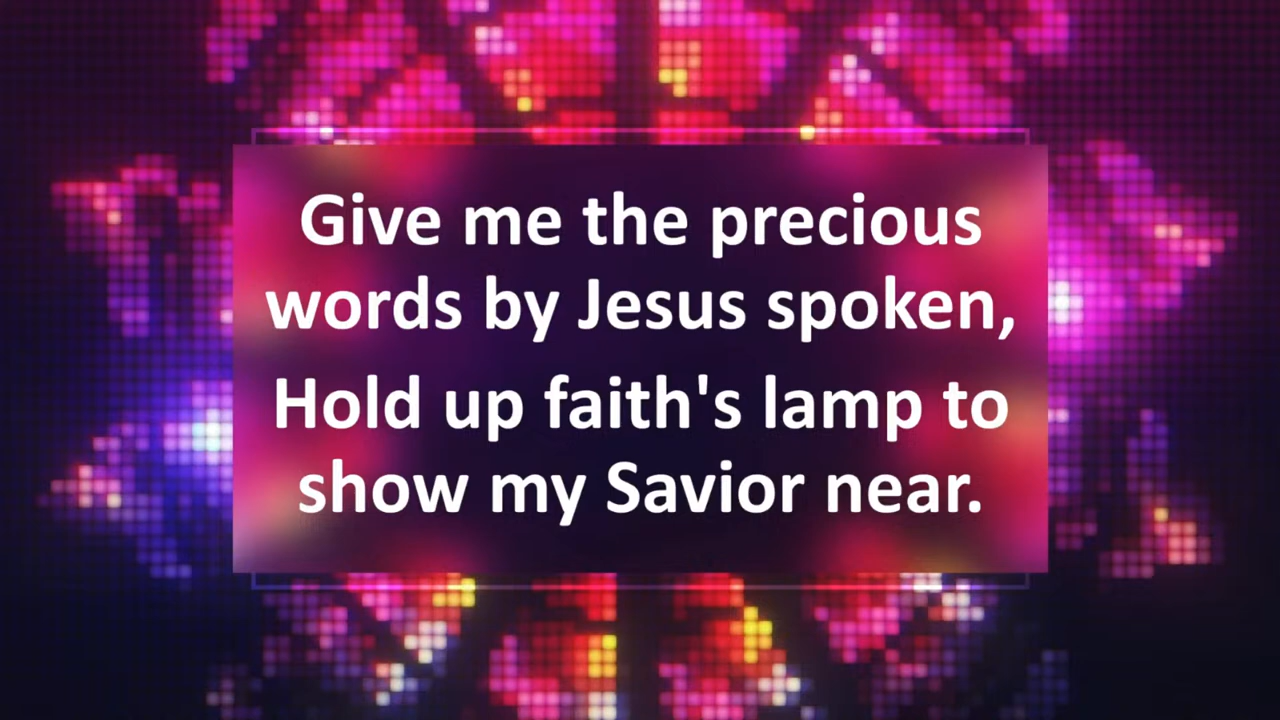 Give me the precious
words by Jesus spoken,
Hold up faith's lamp to
show my Savior near.